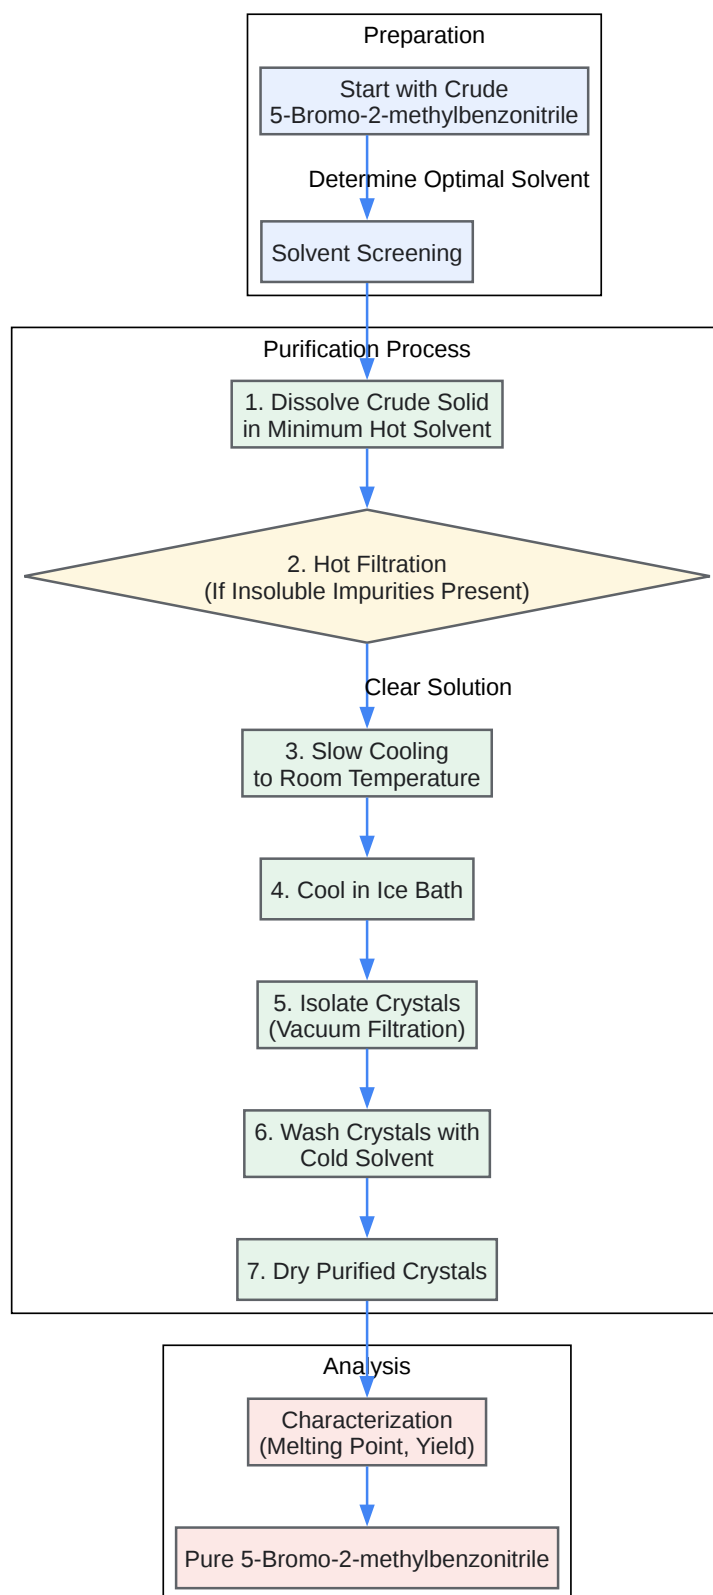 Preparation
Start with Crude
5-Bromo-2-methylbenzonitrile
Determine Optimal Solvent
Solvent Screening
Purification Process
1. Dissolve Crude Solid
in Minimum Hot Solvent
2. Hot Filtration
(If Insoluble Impurities Present)
Clear Solution
3. Slow Cooling
to Room Temperature
4. Cool in Ice Bath
5. Isolate Crystals
(Vacuum Filtration)
6. Wash Crystals with
Cold Solvent
7. Dry Purified Crystals
Analysis
Characterization
(Melting Point, Yield)
Pure 5-Bromo-2-methylbenzonitrile